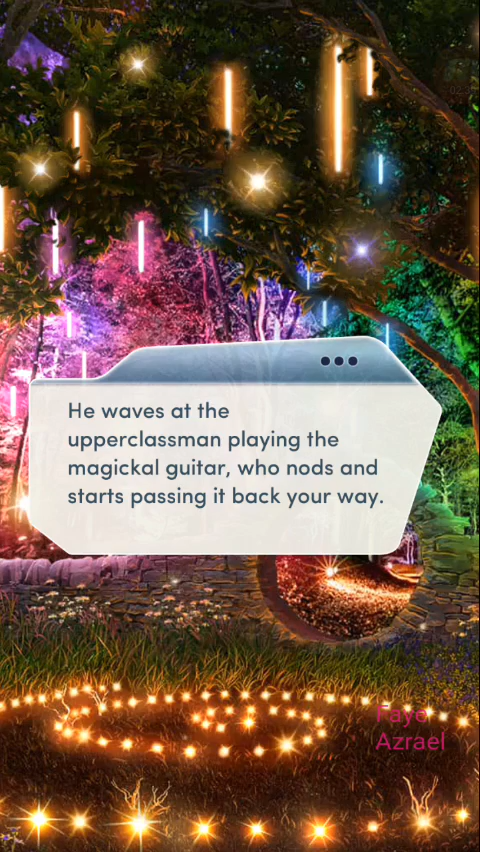 He waves at the
upperclassman playing the
magickal guitar, who nods and
starts passing it back your way.
Faye
Azrael